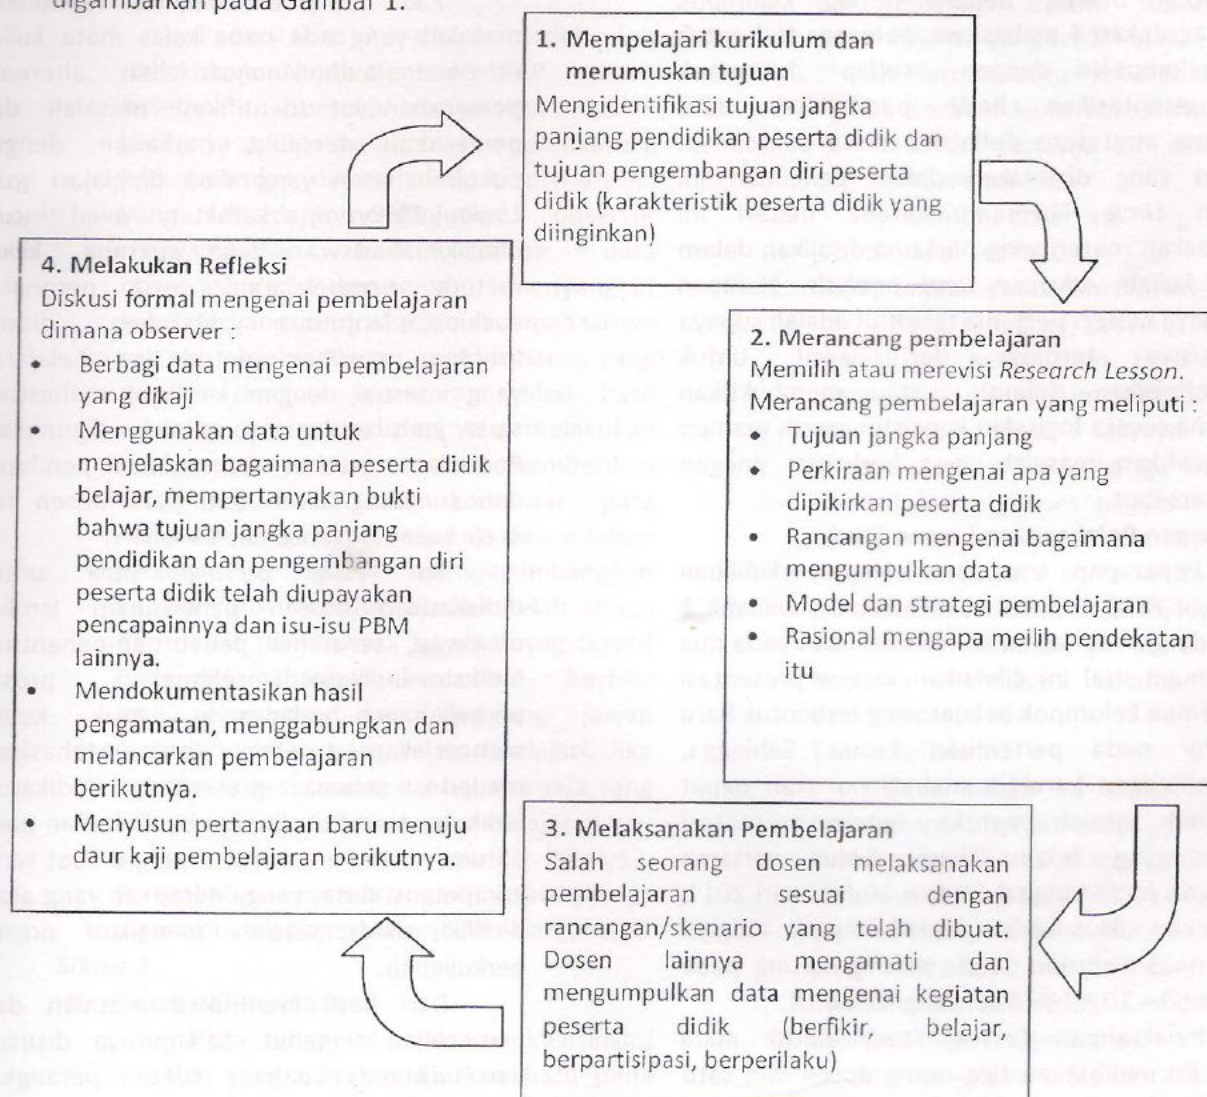 digambarkan pada Gambar 1.
1. Mempelajari kurikulum dan
merumuskan tujuan
Mengidentifikasi tujuan jangka
panjang pendidikan peserta didik dan
tujuan pengembangan diri peserta
didik (karakteristik peserta didik yang
diinginkan)
2. Merancang pembelajaran
Memilih atau merevisi Research Lesson.
Merancang pembelajaran yang meliputi :
• Tujuan jangka panjang
• Perkiraan mengenai apa yang
dipikirkan peserta didik
• Rancangan mengenai bagaimana
mengumpulkan data
• Model dan strategi pembelajaran
• Rasional mengapa meilih pendekatan
itu
3. Melaksanakan Pembelajaran
Salah seorang dosen melaksanakan
pembelajaran sesuai dengan
rancangan/skenario yang telah dibuat.
Dosen lainnya mengamati dan
mengumpulkan data mengenai kegiatan
peserta didik (berfikir, belajar,
berpartisipasi, berperilaku)
4. Melakukan Refleksi
Diskusi formal mengenai pembelajaran
dimana observer :
• Berbagi data mengenai pembelajaran
yang dikaji
• Menggunakan data untuk
menjelaskan bagaimana peserta didik
belajar, mempertanyakan bukti
bahwa tujuan jangka panjang
pendidikan dan pengembangan diri
peserta didik telah diupayakan
pencapainnya dan isu-isu PBM
lainnya.
• Mendokumentasikan hasil
pengamatan, menggabungkan dan
melancarkan pembelajaran
berikutnya.
• Menyusun pertanyaan baru menuju
daur kaji pembelajaran berikutnya.